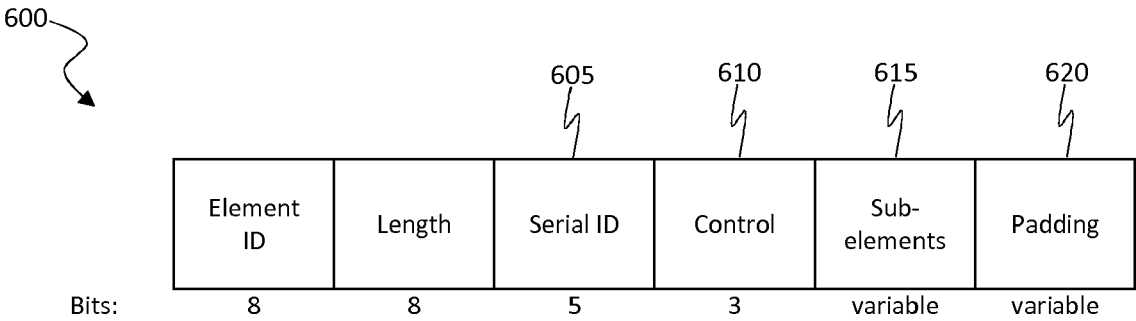 600
605 610 615 620
Element ID Length Serial ID Control Sub-elements Padding
Bits: 8 8 5 3 variable variable